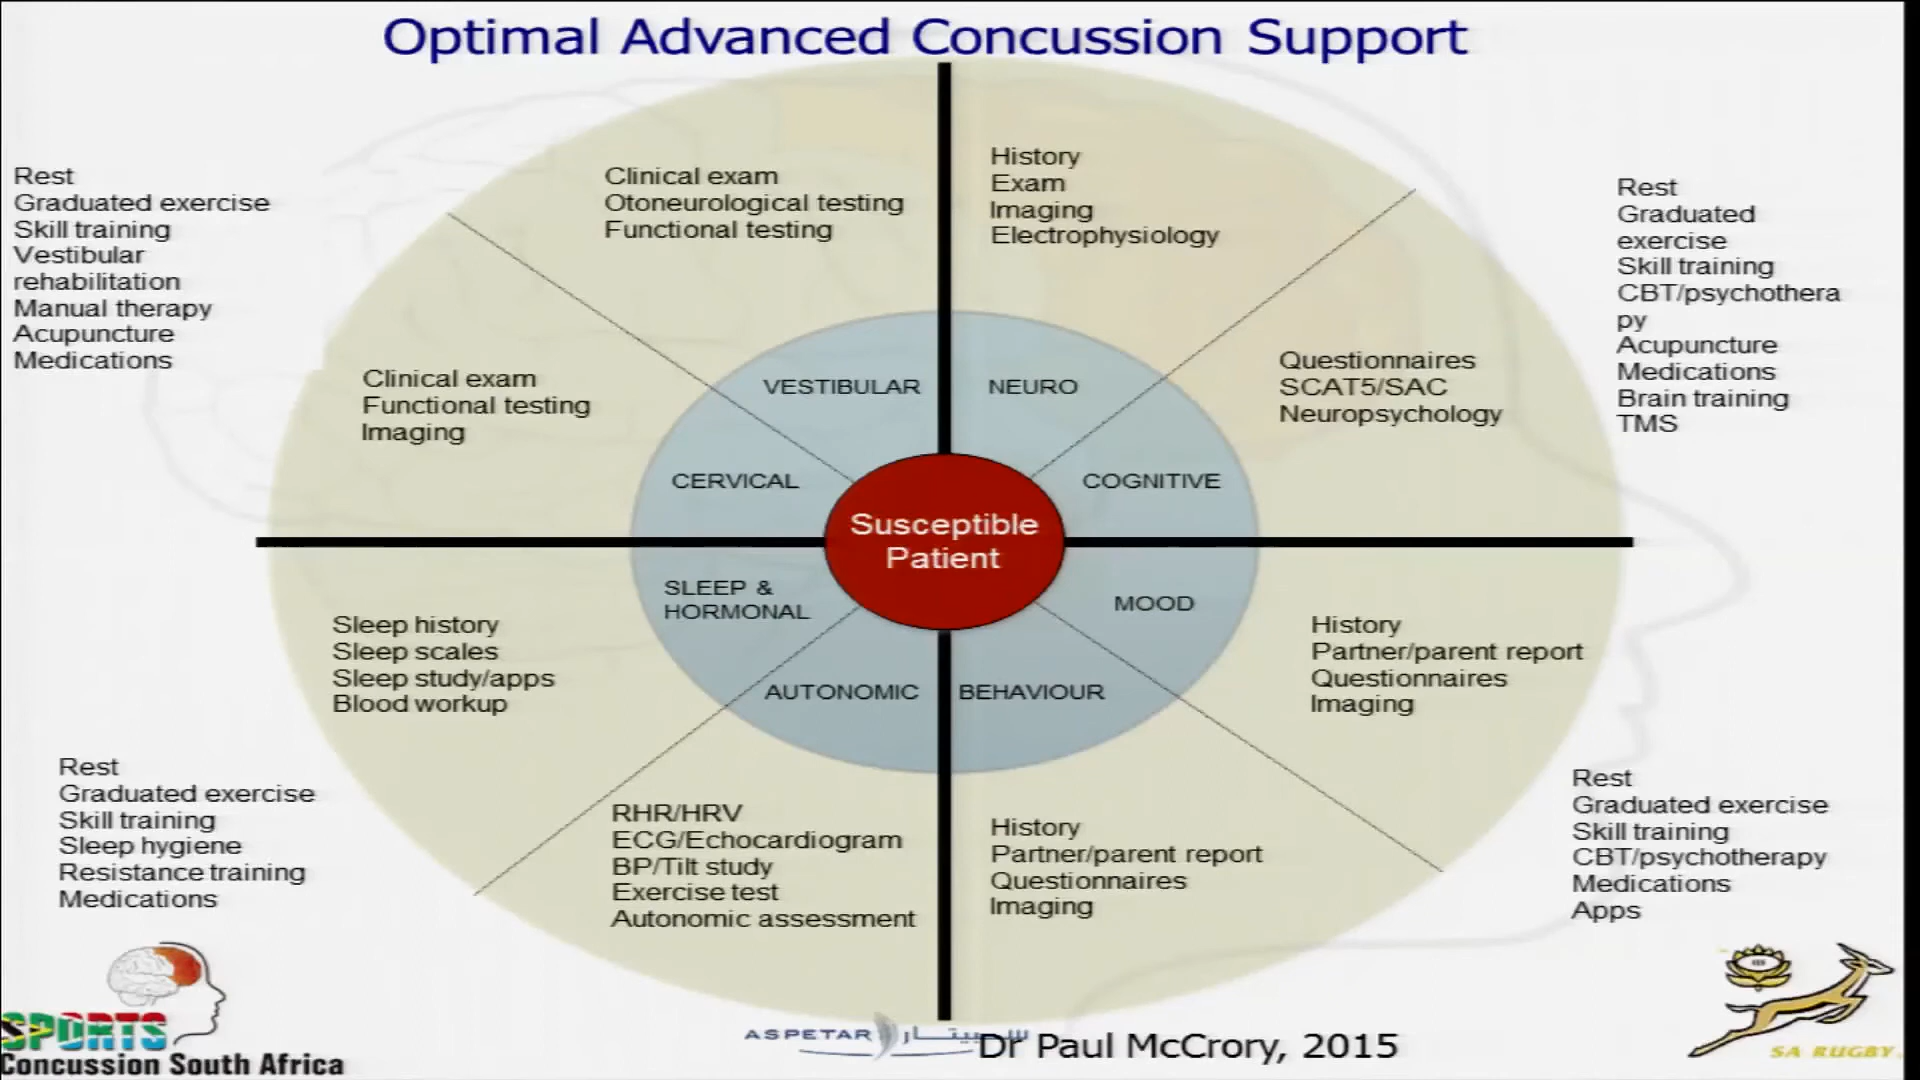 Optimal Advanced Concussion Support
Rest
Graduated exercise
Skill training
Vestibular
rehabilitation
Manual therapy
Acupuncture
Medications
Clinical exam
Otoneurological testing
Functional testing
History
Exam
Imaging
Electrophysiology
Rest
Graduated
exercise
Skill training
CBT/psychothera
py
Acupuncture
Medications
Brain training
TMS
Clinical exam
Functional testing
Imaging
Questionnaires
SCAT5/SAC
Neuropsychology
VESTIBULAR
NEURO
CERVICAL
COGNITIVE
Susceptible
Patient
SLEEP &
HORMONAL
MOOD
AUTONOMIC
BEHAVIOUR
Sleep history
Sleep scales
Sleep study/apps
Blood workup
History
Partner/parent report
Questionnaires
Imaging
Rest
Graduated exercise
Skill training
Sleep hygiene
Resistance training
Medications
RHR/HRV
ECG/Echocardiogram
BP/Tilt study
Exercise test
Autonomic assessment
History
Partner/parent report
Questionnaires
Imaging
Rest
Graduated exercise
Skill training
CBT/psychotherapy
Medications
Apps
SPORTS
Concussion South Africa
ASPETAR سبيتار
Dr Paul McCrory, 2015
SA RUGBY